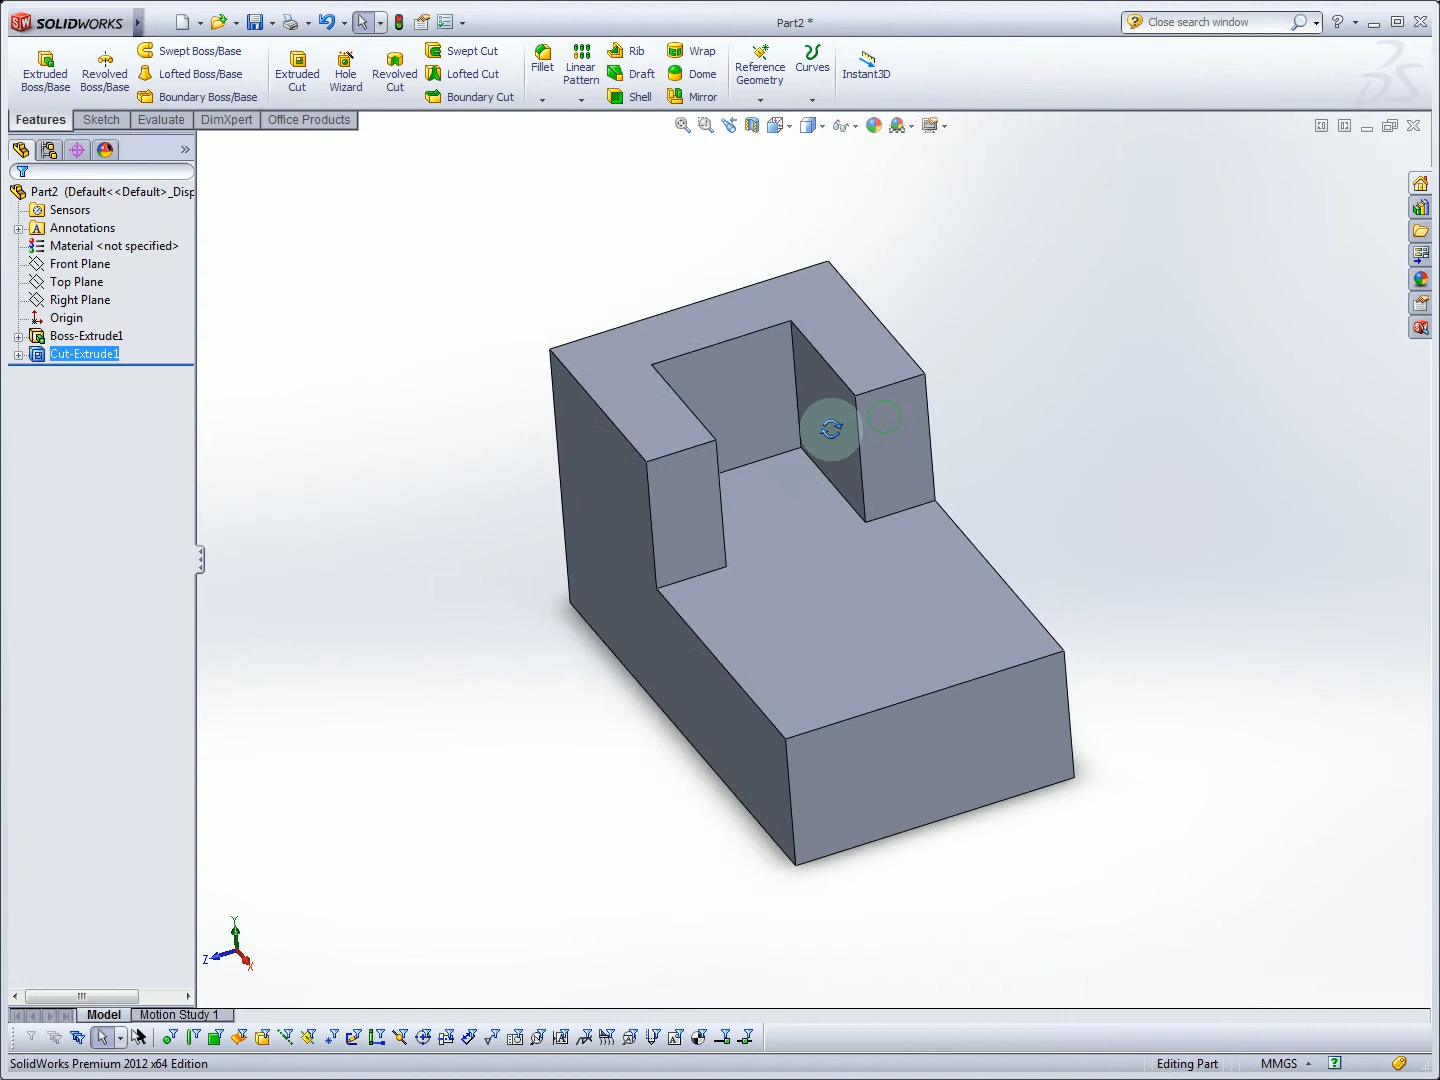 SOLIDWORKS
Part2 *
Close search window
Extruded Boss/Base
Revolved Boss/Base
Swept Boss/Base
Lofted Boss/Base
Boundary Boss/Base
Extruded Cut
Hole Wizard
Revolved Cut
Swept Cut
Lofted Cut
Boundary Cut
Fillet
Linear Pattern
Rib
Draft
Shell
Wrap
Dome
Mirror
Reference Geometry
Curves
Instant3D
Features
Sketch
Evaluate
DimXpert
Office Products
Part2 (Default<<Default>_Disp
Sensors
Annotations
Material <not specified>
Front Plane
Top Plane
Right Plane
Origin
Boss-Extrude1
Cut-Extrude1
Y
Z
X
Model
Motion Study 1
SolidWorks Premium 2012 x64 Edition
Editing Part
MMGS